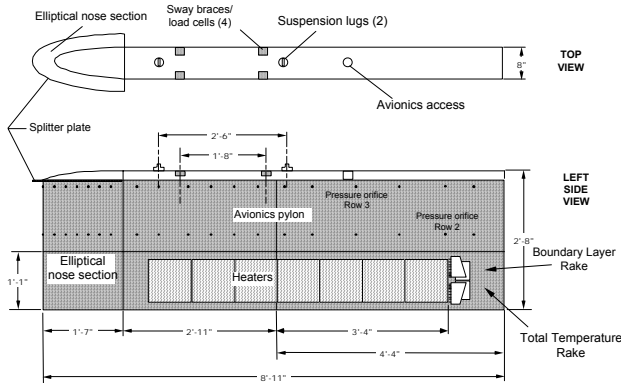 Elliptical nose section
Sway braces/
load cells (4)
Suspension lugs (2)
TOP
VIEW
8"
Avionics access
Splitter plate
2'-6"
1'-8"
LEFT
SIDE
VIEW
Pressure orifice
Row 3
Avionics pylon
Pressure orifice
Row 2
2'-8"
Elliptical
nose section
Boundary Layer
Rake
1'-1"
Heaters
Total Temperature
Rake
1'-7"
2'-11"
3'-4"
4'-4"
8'-11"